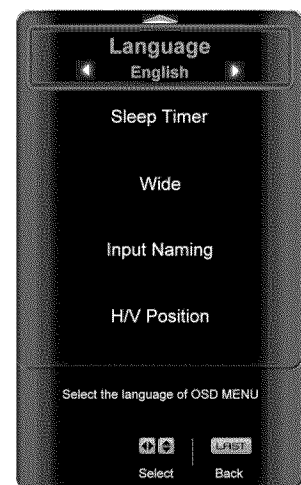 Language
English
Sleep Timer
Wide
Input Naming
H/V Position
Select the language of OSD MENU
LAST
Select Back